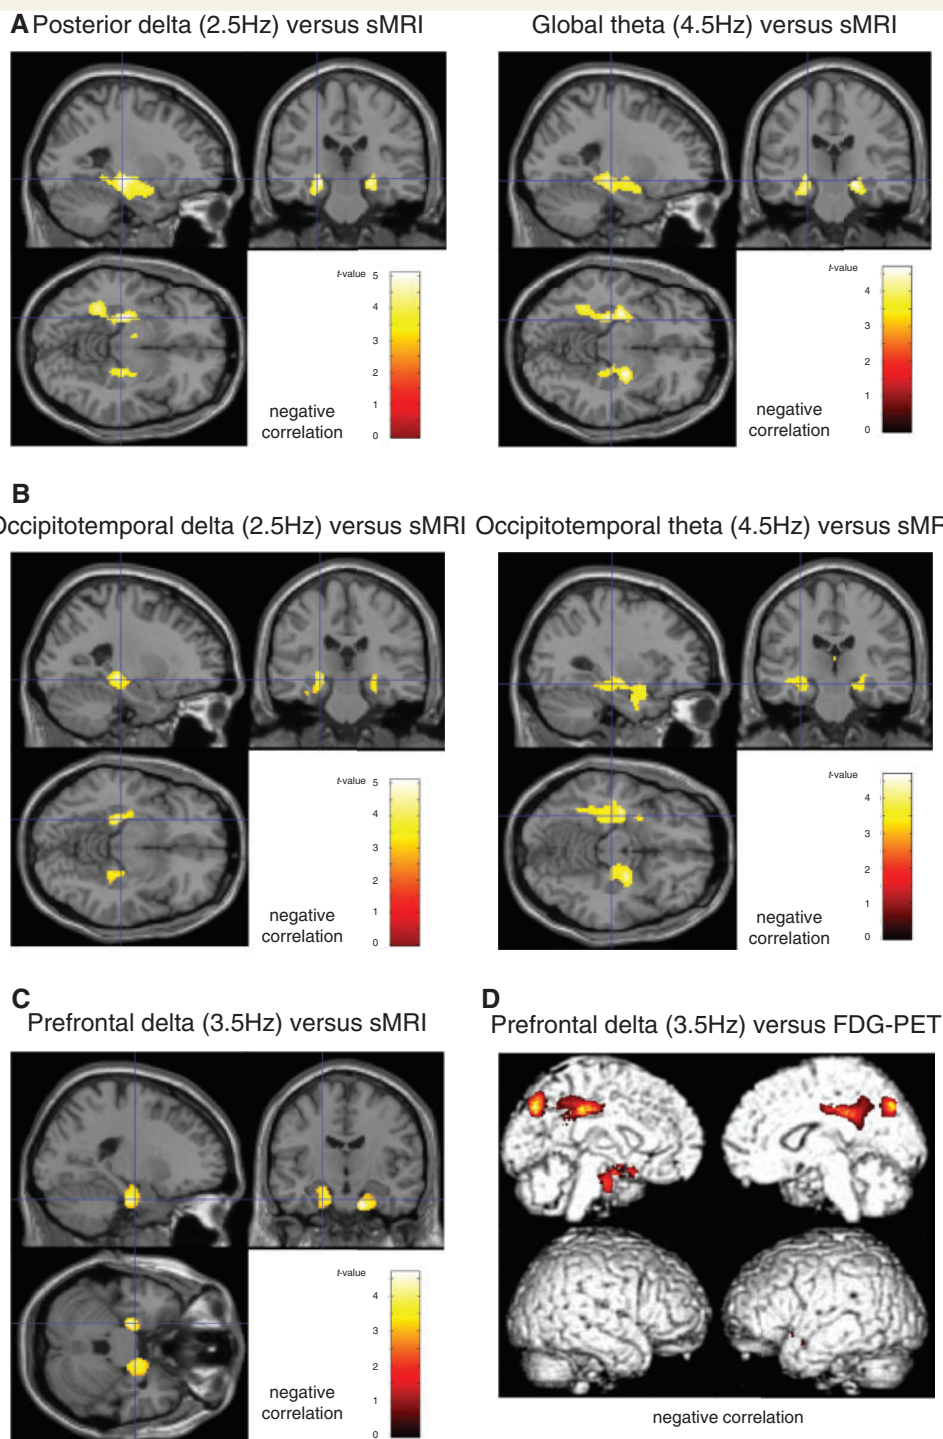 A Posterior delta (2.5Hz) versus sMRI
Global theta (4.5Hz) versus sMRI
t-value
5
4
3
2
1
0
negative
correlation
t-value
4
3
2
1
0
negative
correlation
B
Occipitotemporal delta (2.5Hz) versus sMRI
Occipitotemporal theta (4.5Hz) versus sMR
t-value
5
4
3
2
1
0
negative
correlation
t-value
4
3
2
1
0
negative
correlation
C
Prefrontal delta (3.5Hz) versus sMRI
t-value
4
3
2
1
0
negative
correlation
D
Prefrontal delta (3.5Hz) versus FDG-PET
negative correlation